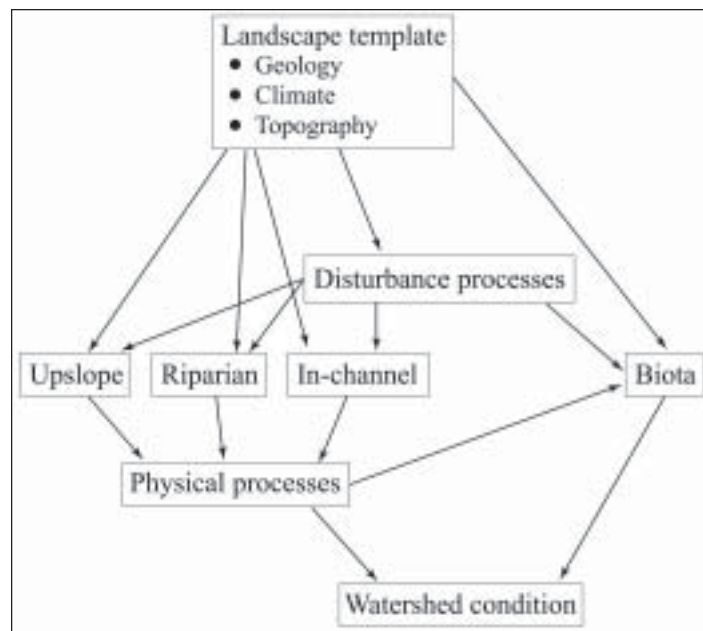 Landscape template
● Geology
● Climate
● Topography
Disturbance processes
Upslope
Riparian
In-channel
Biota
Physical processes
Watershed condition